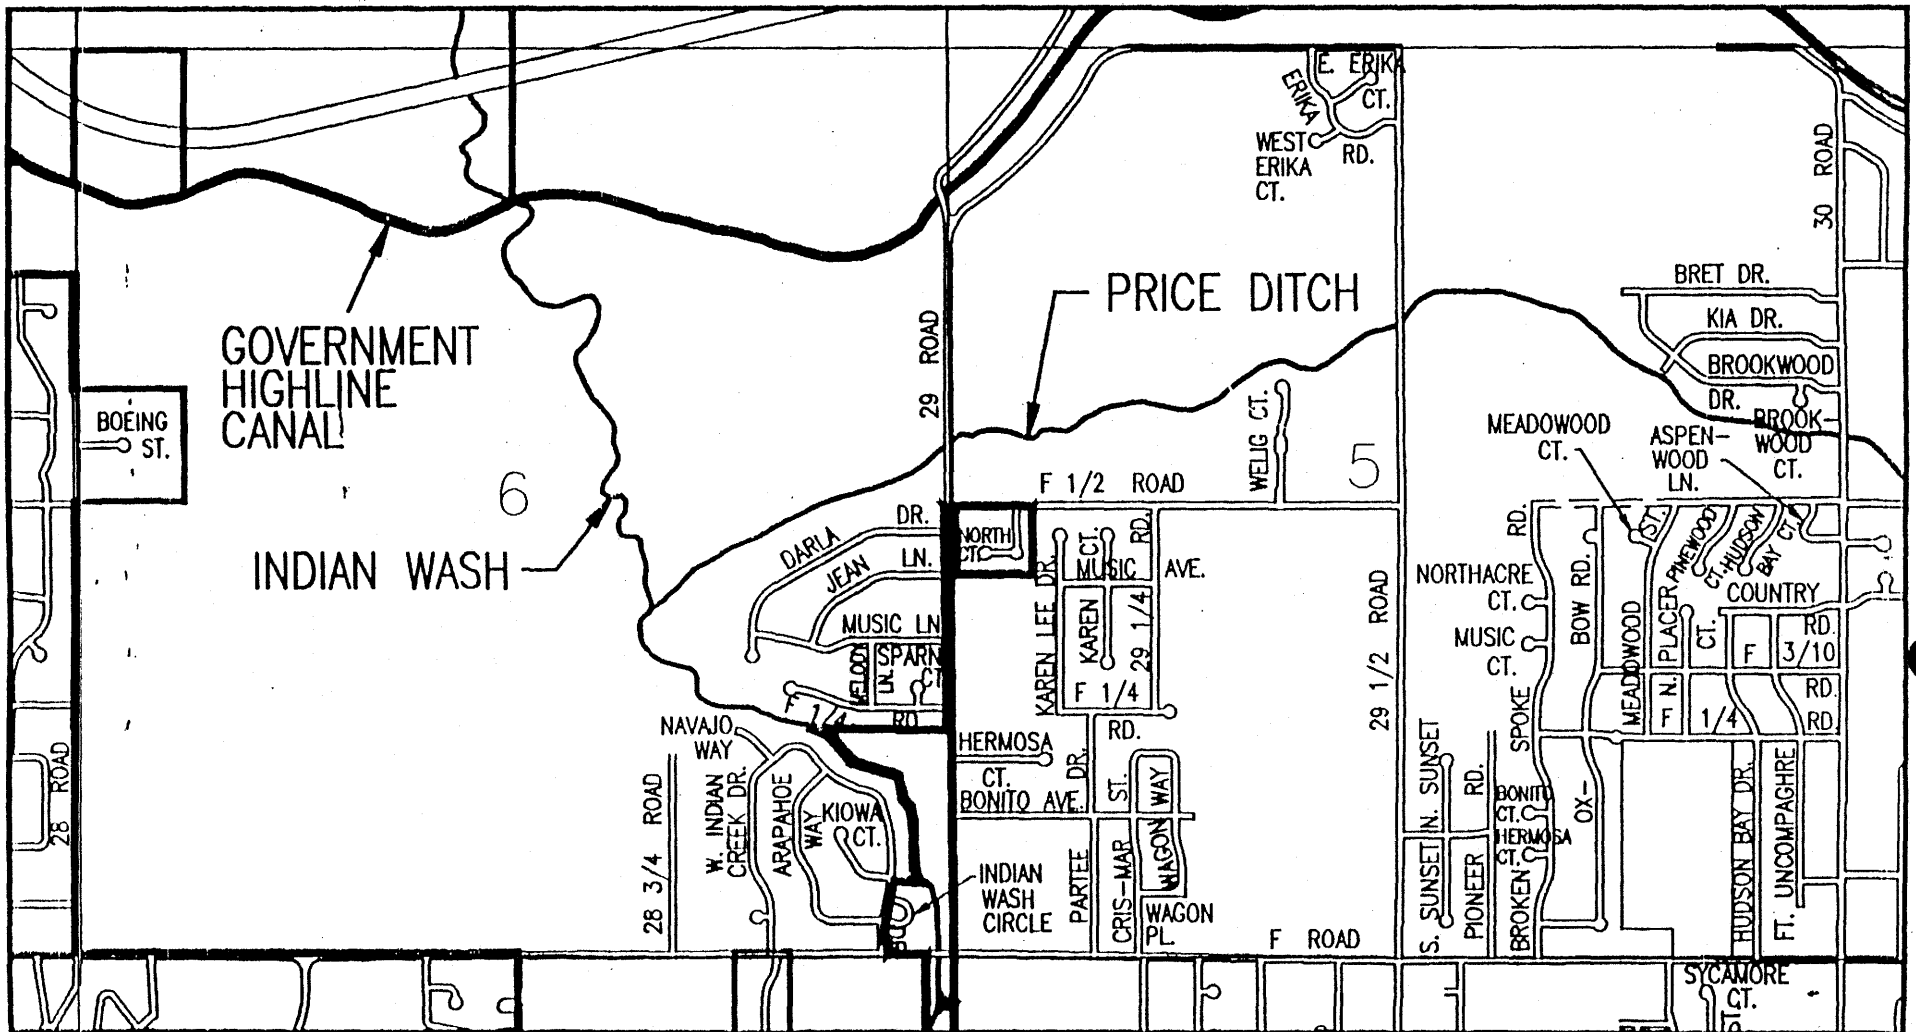 E. ERIKA
CT.
ERIKA
RD.
WEST
ERIKA
CT.
30 ROAD
BRET DR.
KIA DR.
BROOKWOOD
DR.
BROOK-
WOOD
CT.
PRICE DITCH
GOVERNMENT
HIGHLINE
CANAL
29 ROAD
BOEING
ST.
6
5
INDIAN WASH
WELIG CT.
MEADOWOOD
CT.
ASPEN-
WOOD
LN.
F 1/2 ROAD
DARLA DR.
JEAN LN.
MUSIC LN
MELODY
LN.
SPARN
CT
F 1/4 RD
NORTH
CT.
KAREN LEE DR.
KAREN CT.
MUSIC AVE.
29 1/4 RD.
F 1/4
RD.
29 1/2 ROAD
NORTHACRE
CT.
MUSIC
CT.
BROKEN SPOKE RD.
OX-BOW RD.
MEADOWOOD ST.
N. PLACER CT.
PINEWOOD
CT.
HUDSON
BAY CT.
COUNTRY
RD.
F 3/10
RD.
F 1/4 RD.
NAVAJO
WAY
28 ROAD
28 3/4 ROAD
W. INDIAN
CREEK DR.
ARAPAHOE
WAY
KIOWA
CT.
HERMOSA
CT.
BONITO AVE.
PARTEE DR.
CRIS-MAR ST.
WAGON WAY
WAGON
PL.
INDIAN
WASH
CIRCLE
F ROAD
S. SUNSET
N. SUNSET
PIONEER RD.
BONITO
CT.
HERMOSA
CT.
HUDSON BAY DR.
FT. UNCOMPAGHRE
SYCAMORE
CT.
ST.